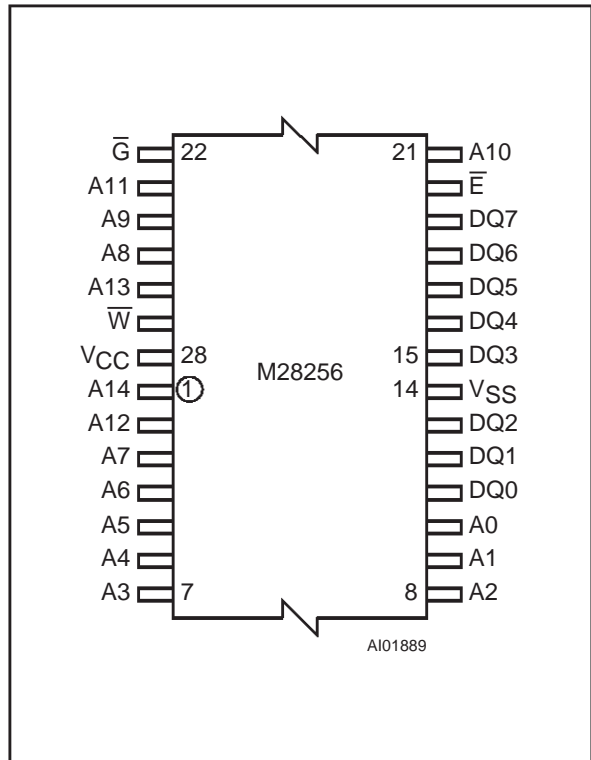 G̅ 22 21 A10
A11 E̅
A9 DQ7
A8 DQ6
A13 DQ5
W̅ DQ4
VCC 28 15 DQ3
M28256
A14 1 14 VSS
A12 DQ2
A7 DQ1
A6 DQ0
A5 A0
A4 A1
A3 7 8 A2
AI01889